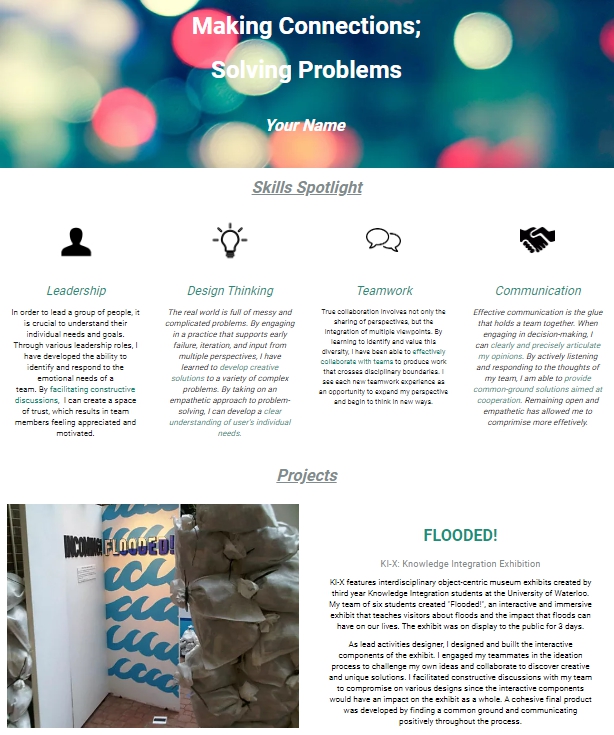 Making Connections;
Solving Problems
Your Name
Skills Spotlight
Leadership
In order to lead a group of people, it
is crucial to understand their
individual needs and goals.
Through various leadership roles, I
have developed the ability to
identify and respond to the
emotional needs of a
team. By facilitating constructive
discussions, I can create a space
of trust, which results in team
members feeling appreciated and
motivated.
Design Thinking
The real world is full of messy and
complicated problems. By engaging
in a practice that supports early
failure, iteration, and input from
multiple perspectives, I have
learned to develop creative
solutions to a variety of complex
problems. By taking on an
empathetic approach to problem-
solving, I can develop a clear
understanding of user's individual
needs.
Teamwork
True collaboration involves not only the
sharing of perspectives, but the
integration of multiple viewpoints. By
learning to identify and value this
diversity, I have been able to effectively
collaborate with teams to produce work
that crosses disciplinary boundaries. I
see each new teamwork experience as
an opportunity to expand my perspective
and begin to think in new ways.
Communication
Effective communication is the glue
that holds a team together. When
engaging in decision-making, I
can clearly and precisely articulate
my opinions. By actively listening
and responding to the thoughts of
my team, I am able to provide
common-ground solutions aimed at
cooperation. Remaining open and
empathetic has allowed me to
comprimise more effetively.
Projects
INCOMING!
FLOODED!
FLOODED!
KI-X: Knowledge Integration Exhibition
KI-X features interdisciplinary object-centric museum exhibits created by
third year Knowledge Integration students at the University of Waterloo.
My team of six students created "Flooded!", an interactive and immersive
exhibit that teaches visitors about floods and the impact that floods can
have on our lives. The exhibit was on display to the public for 3 days.
As lead activities designer, I designed and buillt the interactive
components of the exhibit. I engaged my teammates in the ideation
process to challenge my own ideas and collaborate to discover creative
and unique solutions. I facilitated constructive discussions with my team
to compromise on various designs since the interactive components
would have an impact on the exhibit as a whole. A cohesive final product
was developed by finding a common ground and communicating
positively throughout the process.